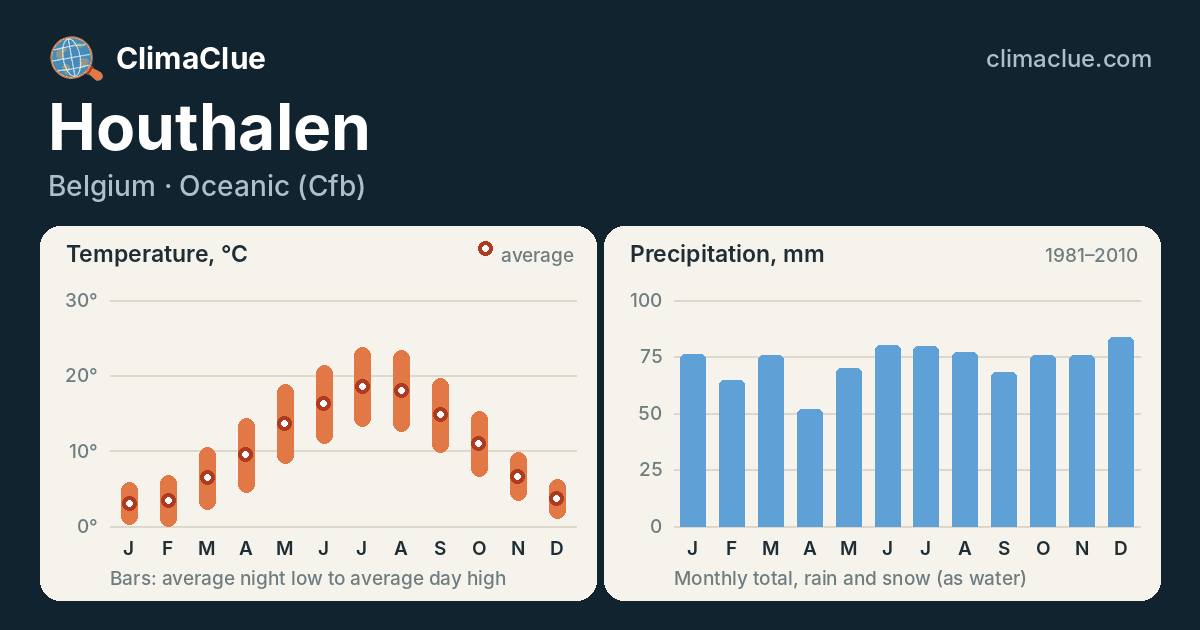 ClimaClue
climaclue.com
Houthalen
Belgium · Oceanic (Cfb)
Temperature, °C
average
30°
20°
10°
0°
J F M A M J J A S O N D
Bars: average night low to average day high
Precipitation, mm
1981–2010
100
75
50
25
0
J F M A M J J A S O N D
Monthly total, rain and snow (as water)